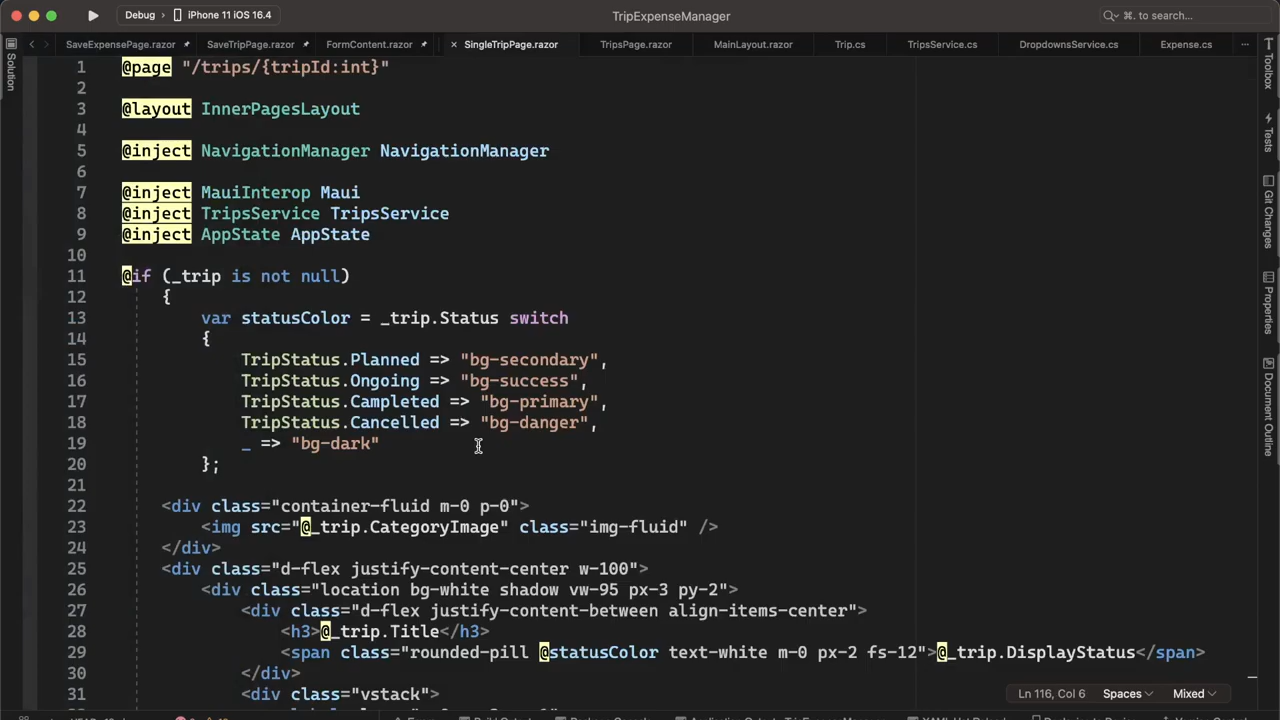 Debug > iPhone 11 iOS 16.4
TripExpenseManager
⌘. to search...
SaveExpensePage.razor
SaveTripPage.razor
FormContent.razor
SingleTripPage.razor
TripsPage.razor
MainLayout.razor
Trip.cs
TripsService.cs
DropdownsService.cs
Expense.cs
Solution
Toolbox
Tests
Git Changes
Properties
Document Outline
1 @page "/trips/{tripId:int}"
2
3 @layout InnerPagesLayout
4
5 @inject NavigationManager NavigationManager
6
7 @inject MauiInterop Maui
8 @inject TripsService TripsService
9 @inject AppState AppState
10
11 @if (_trip is not null)
12 {
13 var statusColor = _trip.Status switch
14 {
15 TripStatus.Planned => "bg-secondary",
16 TripStatus.Ongoing => "bg-success",
17 TripStatus.Campleted => "bg-primary",
18 TripStatus.Cancelled => "bg-danger",
19 _ => "bg-dark"
20 };
21
22 <div class="container-fluid m-0 p-0">
23 <img src="@_trip.CategoryImage" class="img-fluid" />
24 </div>
25 <div class="d-flex justify-content-center w-100">
26 <div class="location bg-white shadow vw-95 px-3 py-2">
27 <div class="d-flex justify-content-between align-items-center">
28 <h3>@_trip.Title</h3>
29 <span class="rounded-pill @statusColor text-white m-0 px-2 fs-12">@_trip.DisplayStatus</span>
30 </div>
31 <div class="vstack">
Ln 116, Col 6
Spaces
Mixed